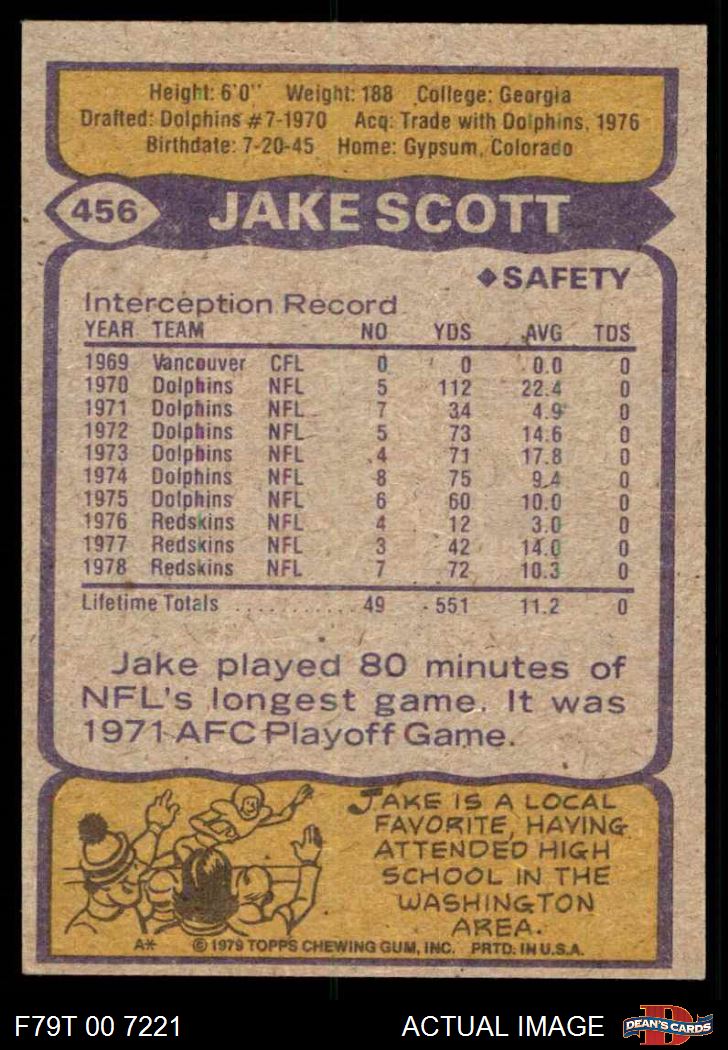 Height: 6'0" Weight: 188 College: Georgia
Drafted: Dolphins #7-1970 Acq: Trade with Dolphins, 1976
Birthdate: 7-20-45 Home: Gypsum, Colorado
456 JAKE SCOTT
◆SAFETY
Interception Record
YEAR TEAM NO YDS AVG TDS
1969 Vancouver CFL 0 0 0.0 0
1970 Dolphins NFL 5 112 22.4 0
1971 Dolphins NFL 7 34 4.9 0
1972 Dolphins NFL 5 73 14.6 0
1973 Dolphins NFL 4 71 17.8 0
1974 Dolphins NFL 8 75 9.4 0
1975 Dolphins NFL 6 60 10.0 0
1976 Redskins NFL 4 12 3.0 0
1977 Redskins NFL 3 42 14.0 0
1978 Redskins NFL 7 72 10.3 0
Lifetime Totals ............ 49 551 11.2 0
Jake played 80 minutes of
NFL's longest game. It was
1971 AFC Playoff Game.
JAKE IS A LOCAL
FAVORITE, HAVING
ATTENDED HIGH
SCHOOL IN THE
WASHINGTON
AREA.
A* © 1979 TOPPS CHEWING GUM, INC. PRTD. IN U.S.A.
F79T 00 7221 ACTUAL IMAGE D DEAN'S CARDS